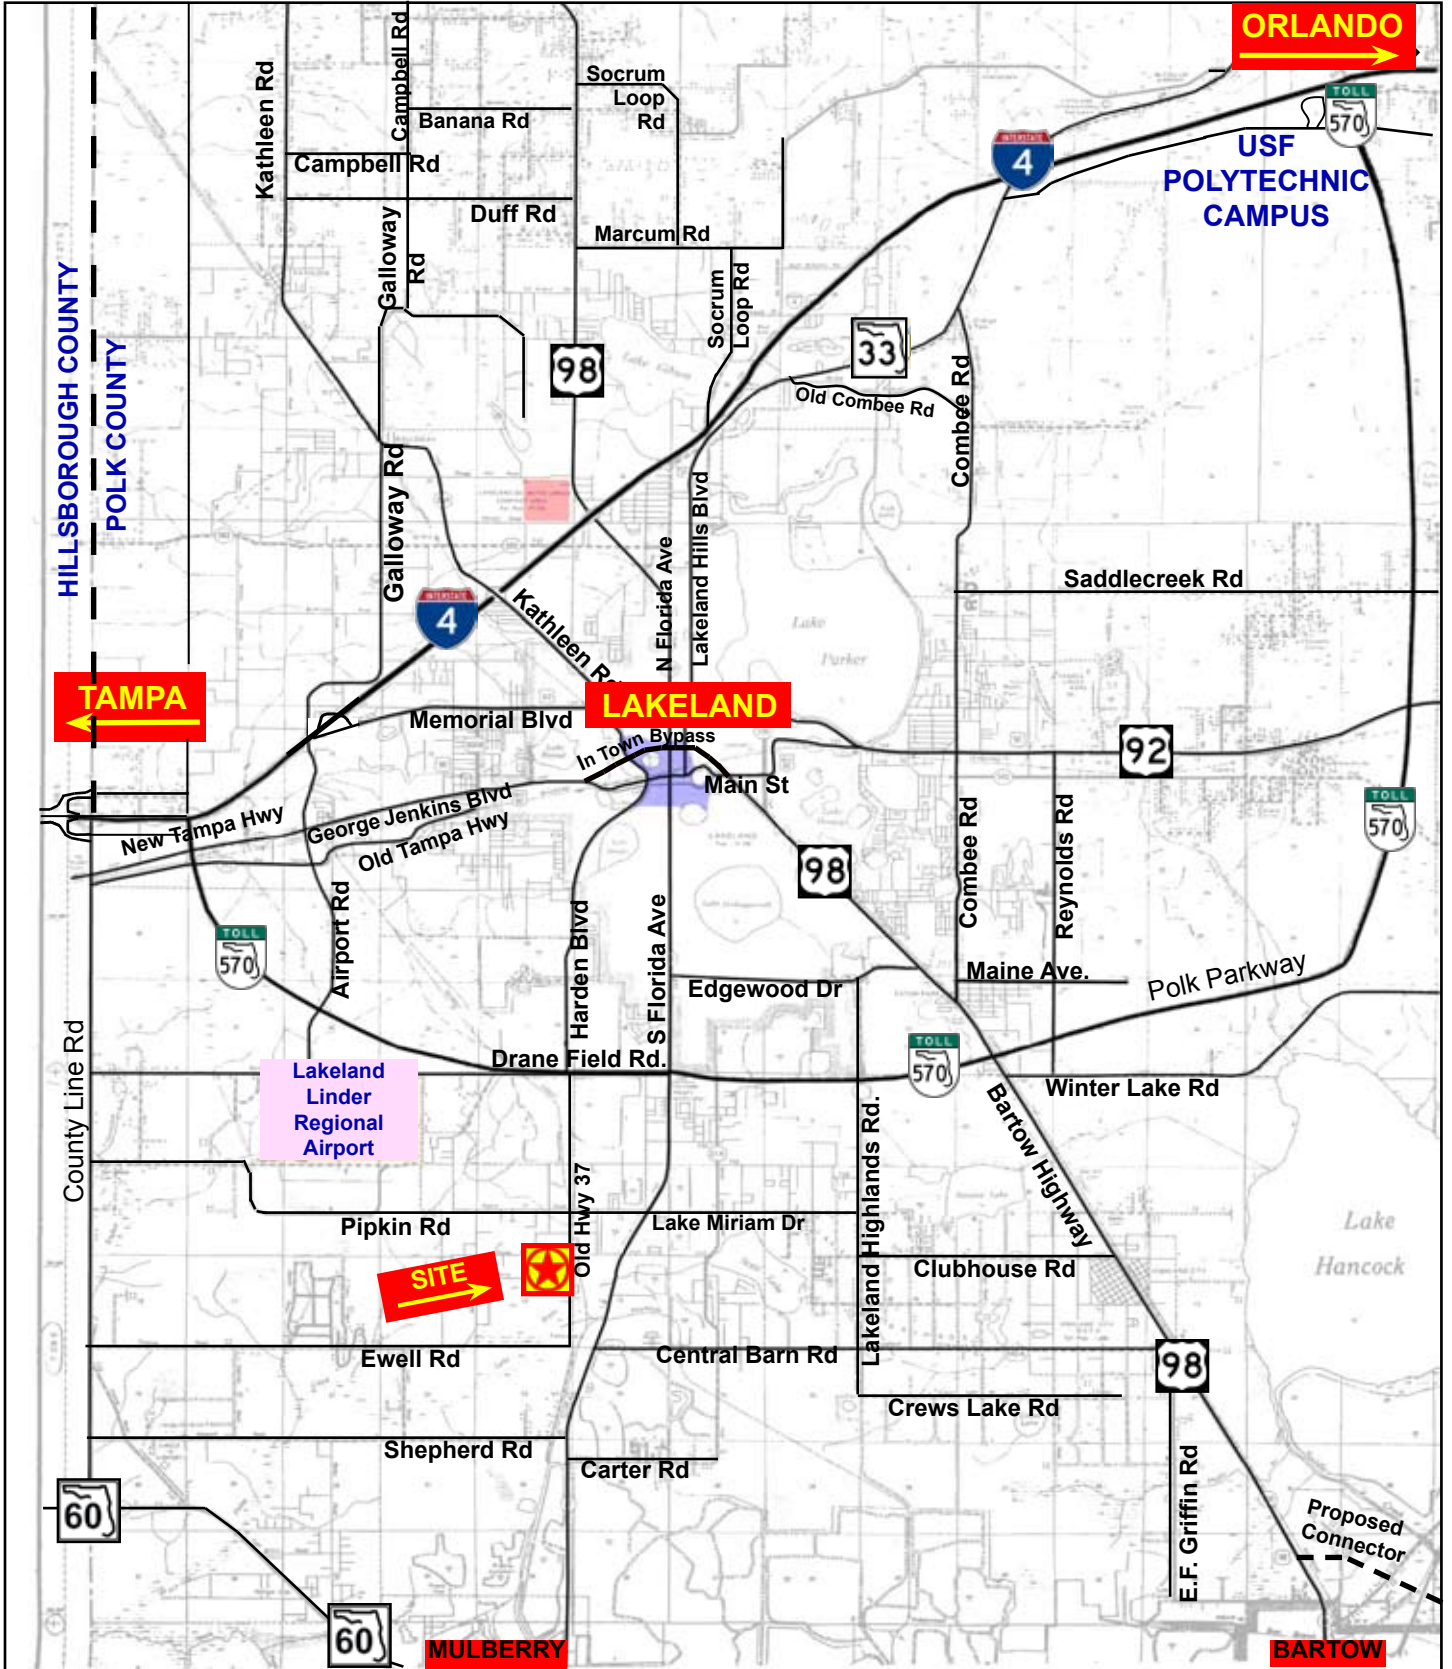 ORLANDO
Kathleen Rd
Campbell Rd
Socrum
Loop
Rd
Banana Rd
Campbell Rd
TOLL
570
INTERSTATE
4
USF
POLYTECHNIC
CAMPUS
Duff Rd
Galloway
Rd
Marcum Rd
Socrum
Loop Rd
HILLSBOROUGH COUNTY
POLK COUNTY
98
33
Old Combee Rd
Combee Rd
Galloway Rd
Lakeland Hills Blvd
N Florida Ave
Saddlecreek Rd
INTERSTATE
4
Kathleen Rd
Lake
Parker
TAMPA
LAKELAND
Memorial Blvd
In Town Bypass
92
Main St
New Tampa Hwy
George Jenkins Blvd
Old Tampa Hwy
TOLL
570
98
Combee Rd
Reynolds Rd
Airport Rd
Harden Blvd
S Florida Ave
TOLL
570
Edgewood Dr
Maine Ave.
Polk Parkway
County Line Rd
Drane Field Rd.
TOLL
570
Winter Lake Rd
Lakeland
Linder
Regional
Airport
Lakeland Highlands Rd.
Bartow Highway
Old Hwy 37
Pipkin Rd
Lake Miriam Dr
Lake
Hancock
SITE
Clubhouse Rd
Ewell Rd
Central Barn Rd
98
Crews Lake Rd
Shepherd Rd
Carter Rd
E.F. Griffin Rd
60
Proposed
Connector
60
MULBERRY
BARTOW